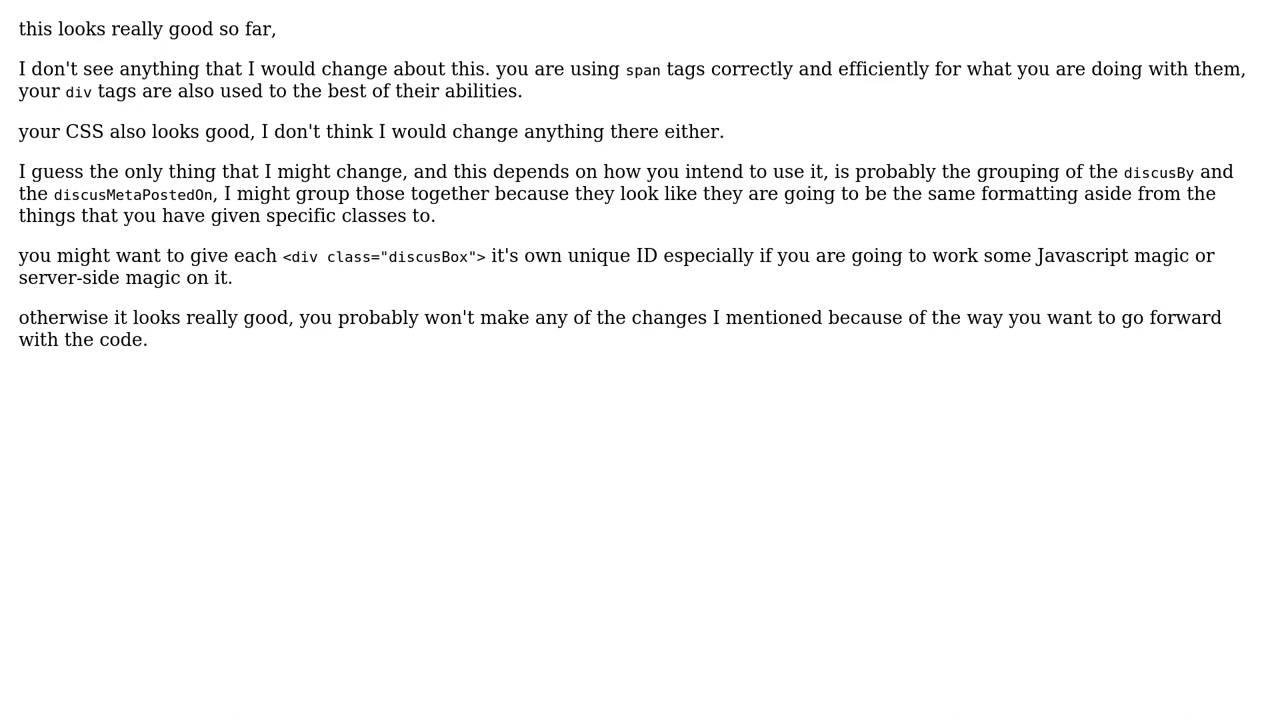 this looks really good so far,
I don't see anything that I would change about this. you are using span tags correctly and efficiently for what you are doing with them,
your div tags are also used to the best of their abilities.
your CSS also looks good, I don't think I would change anything there either.
I guess the only thing that I might change, and this depends on how you intend to use it, is probably the grouping of the discusBy and
the discusMetaPostedOn, I might group those together because they look like they are going to be the same formatting aside from the
things that you have given specific classes to.
you might want to give each <div class="discusBox"> it's own unique ID especially if you are going to work some Javascript magic or
server-side magic on it.
otherwise it looks really good, you probably won't make any of the changes I mentioned because of the way you want to go forward
with the code.